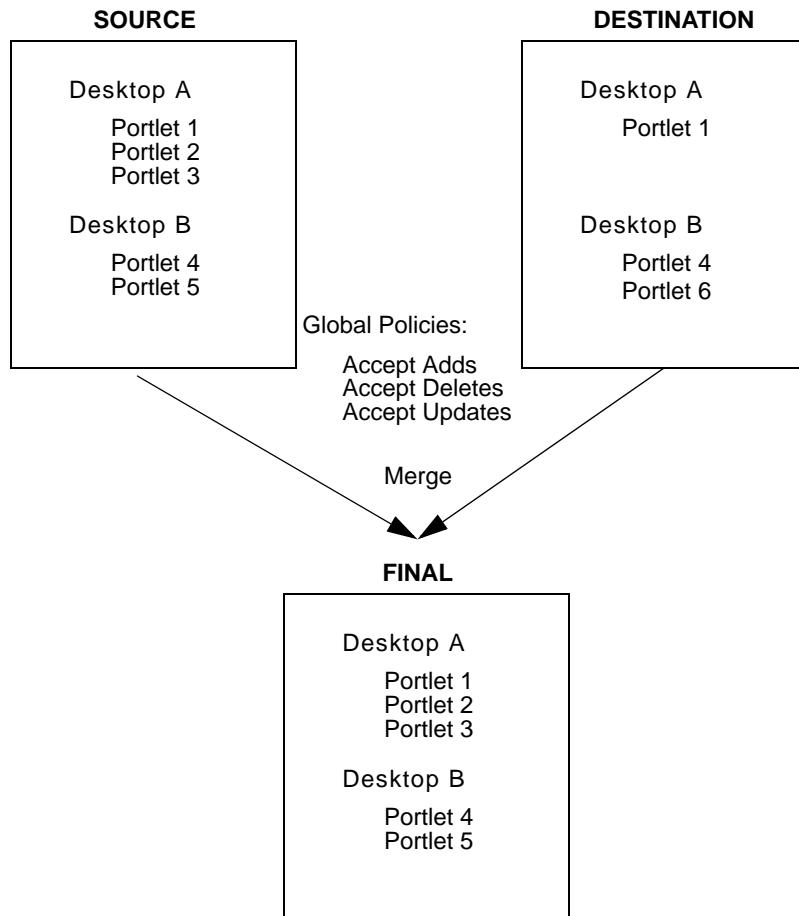 SOURCE
Desktop A
Portlet 1
Portlet 2
Portlet 3
Desktop B
Portlet 4
Portlet 5
DESTINATION
Desktop A
Portlet 1
Desktop B
Portlet 4
Portlet 6
Global Policies:
Accept Adds
Accept Deletes
Accept Updates
Merge
FINAL
Desktop A
Portlet 1
Portlet 2
Portlet 3
Desktop B
Portlet 4
Portlet 5